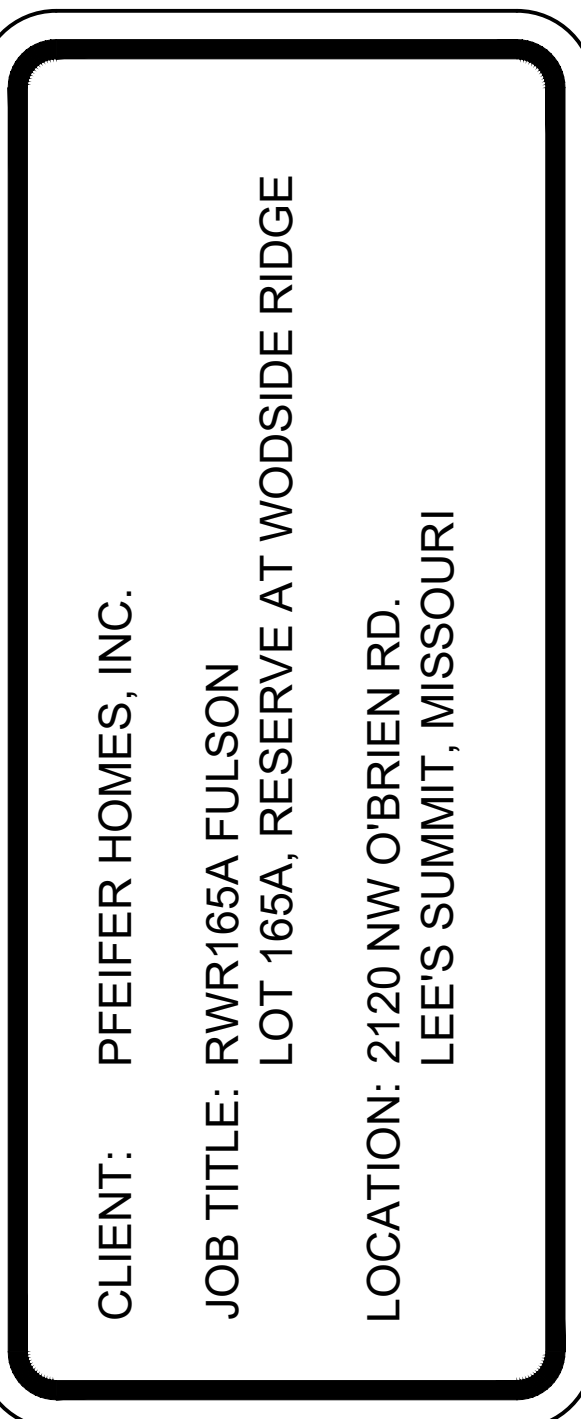 CLIENT: PFEIFER HOMES, INC.
JOB TITLE: RWR165A FULSON
LOT 165A, RESERVE AT WODSIDE RIDGE
LOCATION: 2120 NW O'BRIEN RD.
LEE'S SUMMIT, MISSOURI